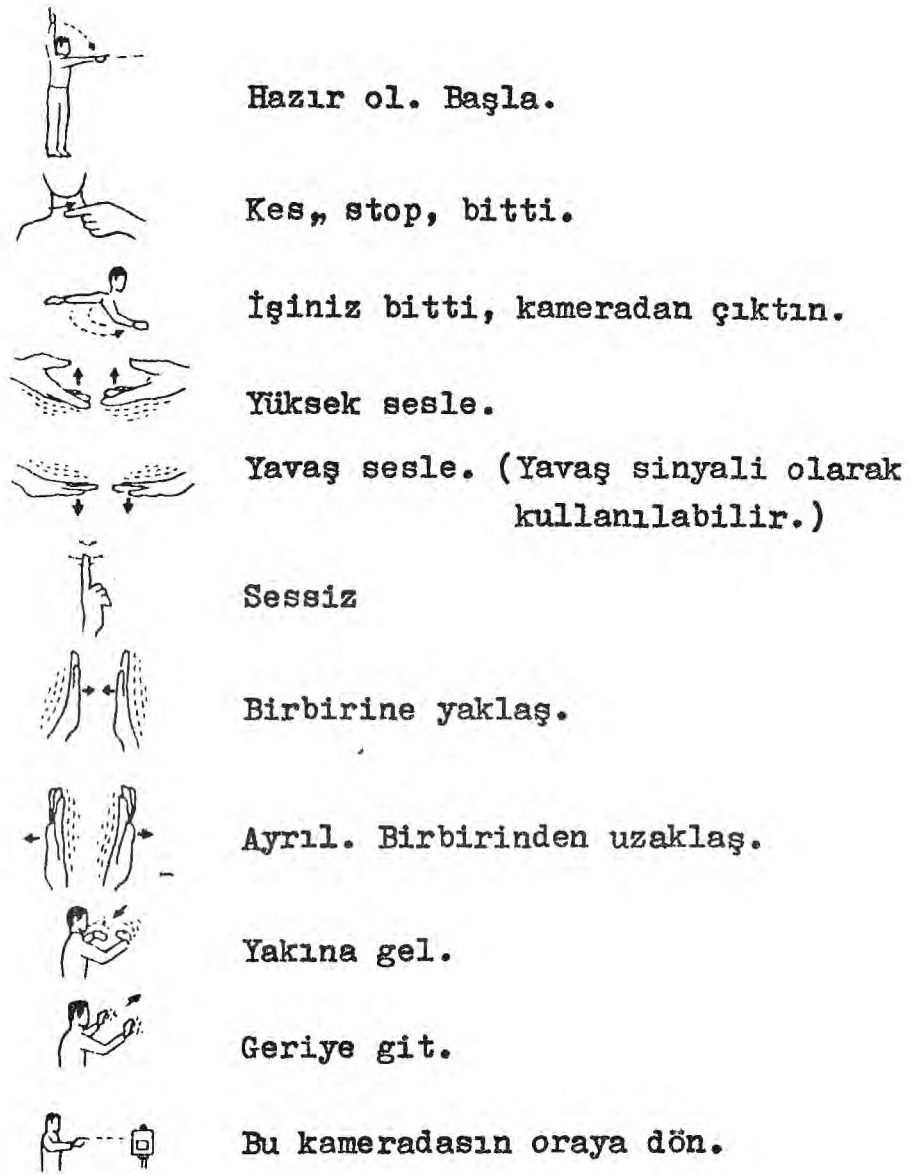 Hazır ol. Başla.
Kes,, stop, bitti.
İşiniz bitti, kameradan çıktın.
Yüksek sesle.
Yavaş sesle. (Yavaş sinyali olarak
kullanılabilir.)
Sessiz
Birbirine yaklaş.
Ayrıl. Birbirinden uzaklaş.
Yakına gel.
Geriye git.
Bu kameradasın oraya dön.